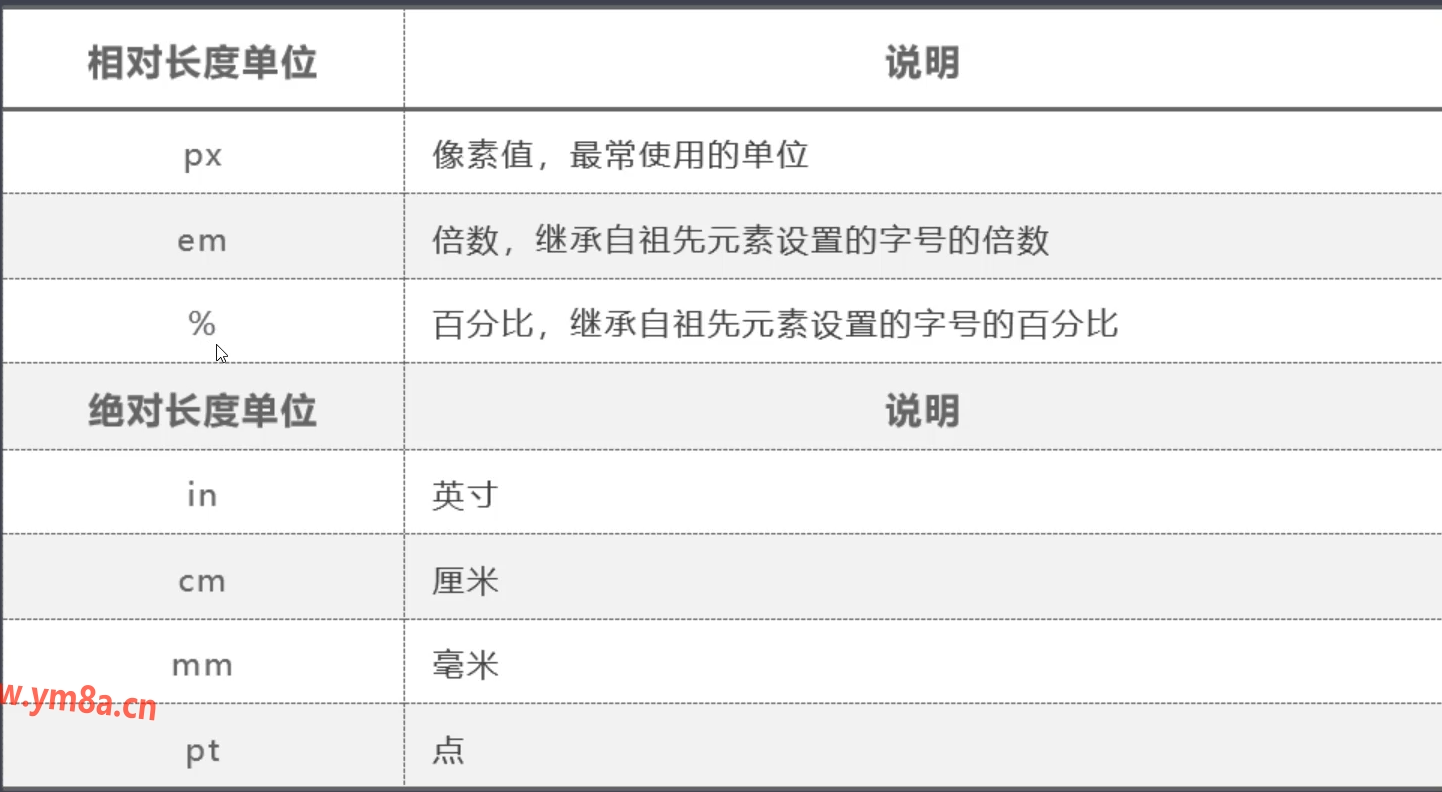 相对长度单位 说明
px 像素值，最常使用的单位
em 倍数，继承自祖先元素设置的字号的倍数
% 百分比，继承自祖先元素设置的字号的百分比
绝对长度单位 说明
in 英寸
cm 厘米
mm 毫米
w.ym8a.cn
pt 点